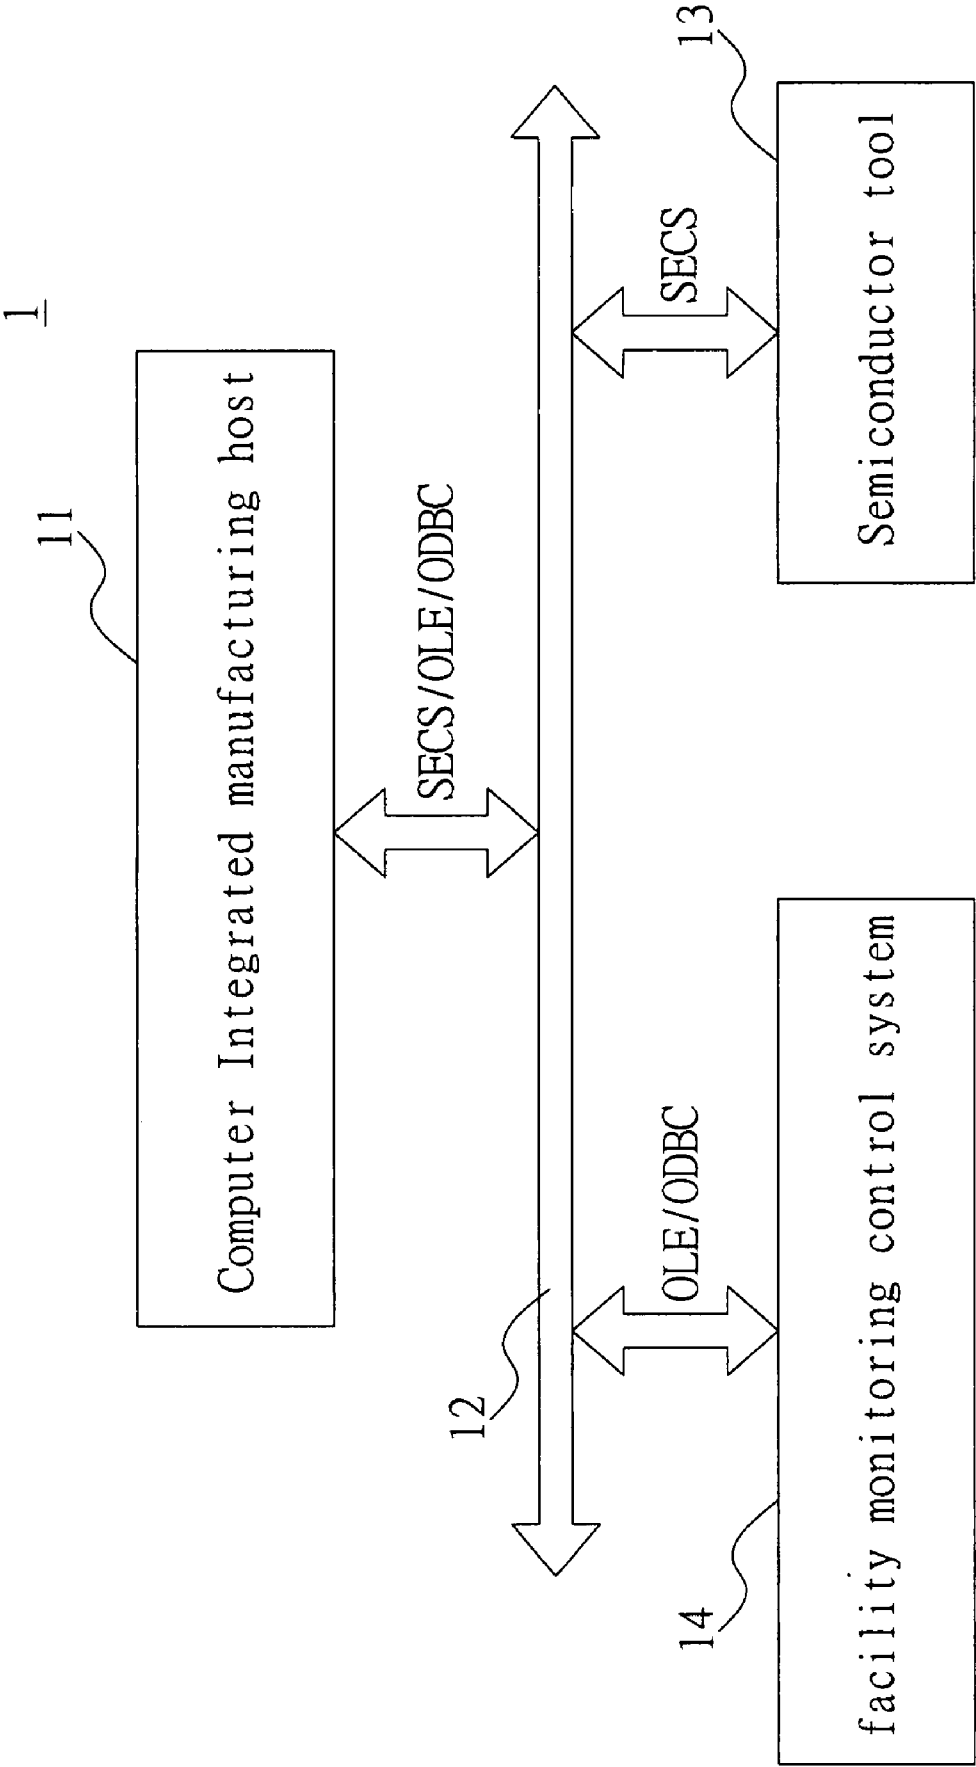 1
11
Computer Integrated manufacturing host
SECS/OLE/ODBC
12
OLE/ODBC
SECS
14
13
facility monitoring control system
Semiconductor tool